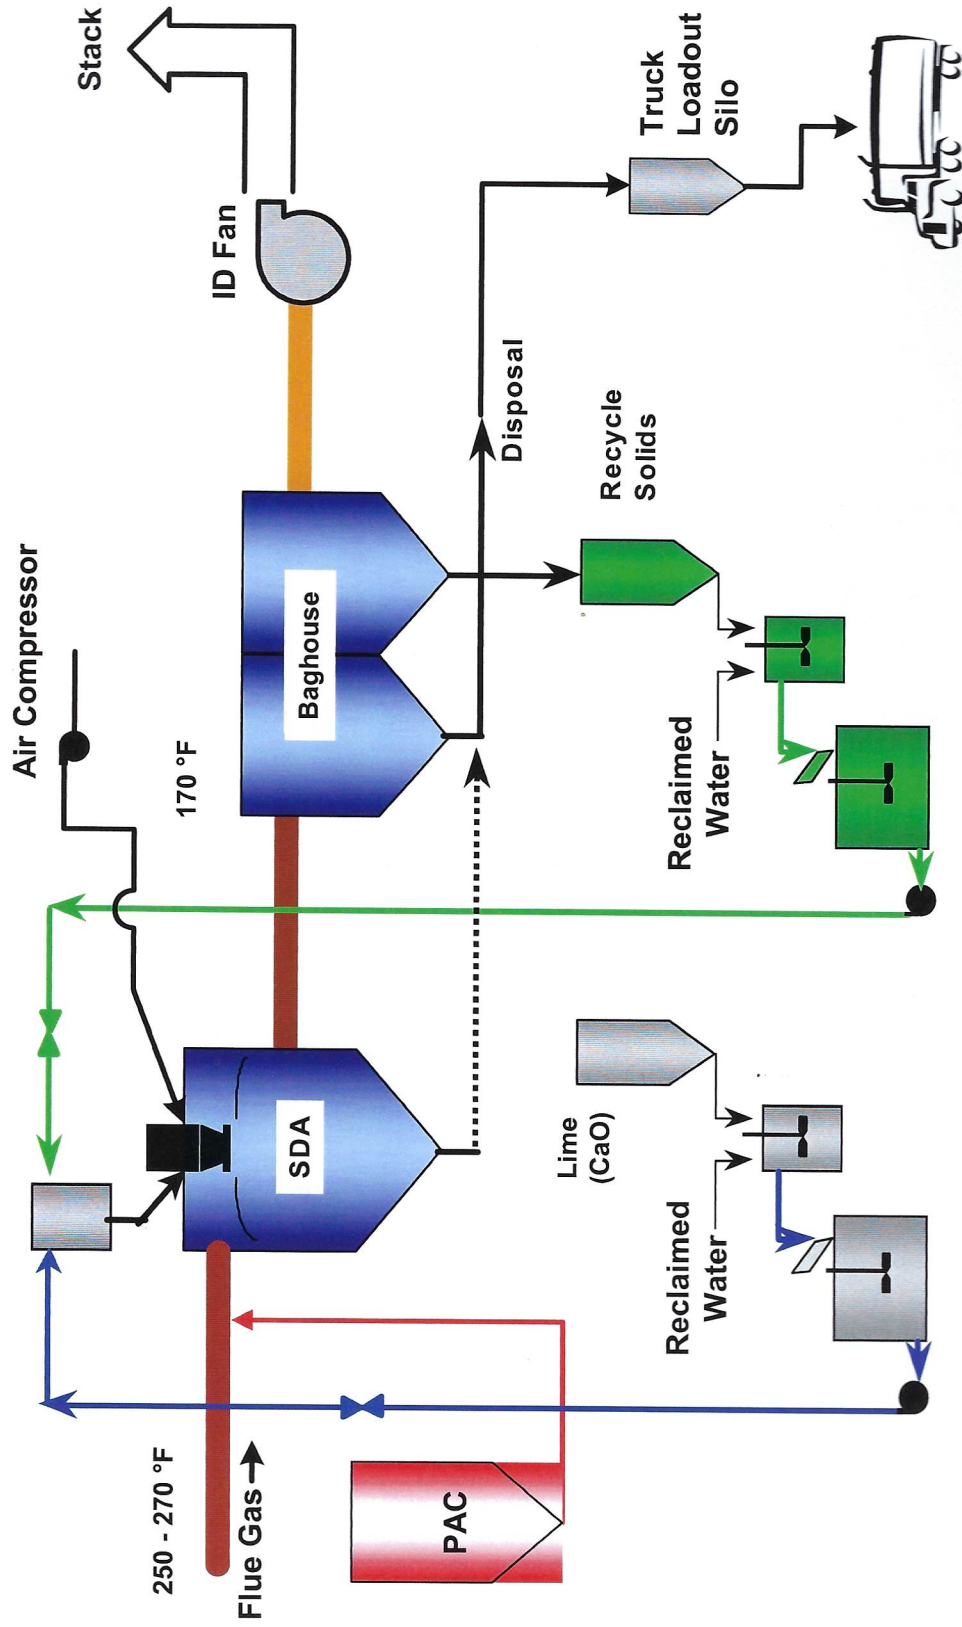 Stack
Air Compressor
ID Fan
170 °F
250 - 270 °F
Flue Gas
SDA
Baghouse
PAC
Disposal
Truck
Loadout
Silo
Lime
(CaO)
Recycle
Solids
Reclaimed
Water
Reclaimed
Water